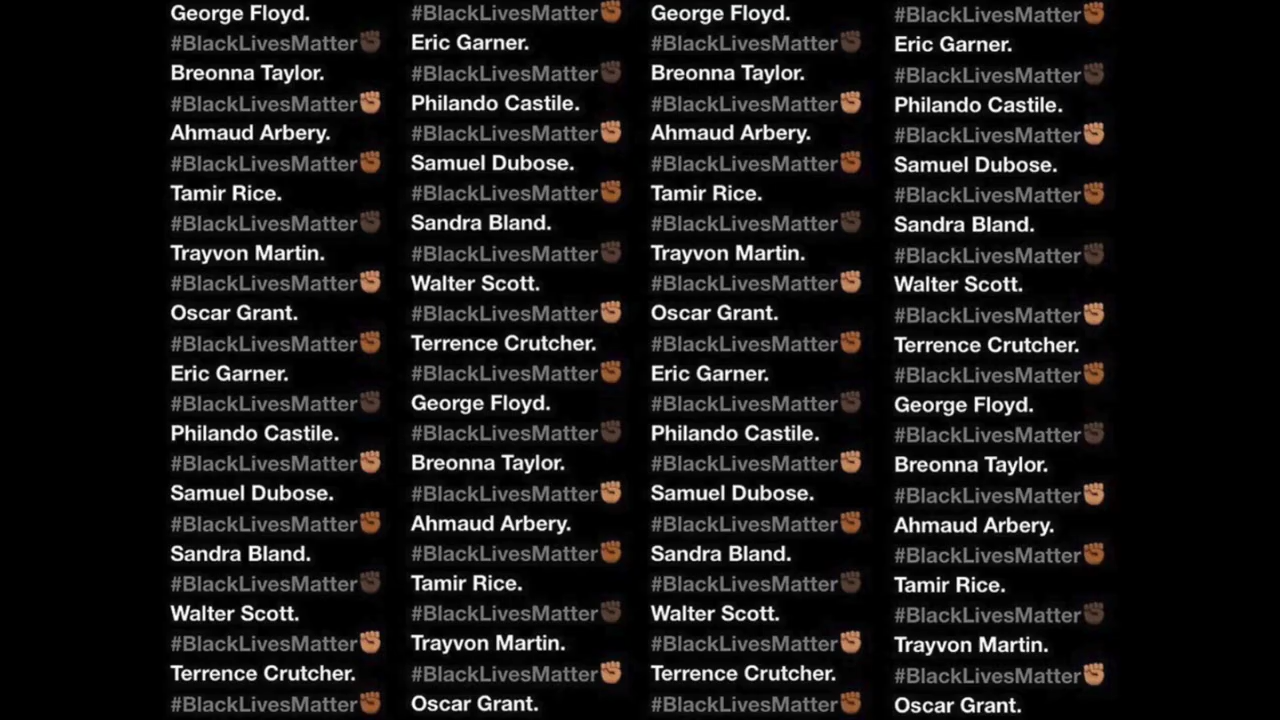 George Floyd.
#BlackLivesMatter✊🏿
Breonna Taylor.
#BlackLivesMatter✊🏽
Ahmaud Arbery.
#BlackLivesMatter✊🏾
Tamir Rice.
#BlackLivesMatter✊🏿
Trayvon Martin.
#BlackLivesMatter✊🏽
Oscar Grant.
#BlackLivesMatter✊🏾
Eric Garner.
#BlackLivesMatter✊🏿
Philando Castile.
#BlackLivesMatter✊🏽
Samuel Dubose.
#BlackLivesMatter✊🏾
Sandra Bland.
#BlackLivesMatter✊🏿
Walter Scott.
#BlackLivesMatter✊🏽
Terrence Crutcher.
#BlackLivesMatter✊🏾
#BlackLivesMatter✊🏾
Eric Garner.
#BlackLivesMatter✊🏿
Philando Castile.
#BlackLivesMatter✊🏽
Samuel Dubose.
#BlackLivesMatter✊🏾
Sandra Bland.
#BlackLivesMatter✊🏿
Walter Scott.
#BlackLivesMatter✊🏽
Terrence Crutcher.
#BlackLivesMatter✊🏾
George Floyd.
#BlackLivesMatter✊🏿
Breonna Taylor.
#BlackLivesMatter✊🏽
Ahmaud Arbery.
#BlackLivesMatter✊🏾
Tamir Rice.
#BlackLivesMatter✊🏿
Trayvon Martin.
#BlackLivesMatter✊🏽
Oscar Grant.
George Floyd.
#BlackLivesMatter✊🏿
Breonna Taylor.
#BlackLivesMatter✊🏽
Ahmaud Arbery.
#BlackLivesMatter✊🏾
Tamir Rice.
#BlackLivesMatter✊🏿
Trayvon Martin.
#BlackLivesMatter✊🏽
Oscar Grant.
#BlackLivesMatter✊🏾
Eric Garner.
#BlackLivesMatter✊🏿
Philando Castile.
#BlackLivesMatter✊🏽
Samuel Dubose.
#BlackLivesMatter✊🏾
Sandra Bland.
#BlackLivesMatter✊🏿
Walter Scott.
#BlackLivesMatter✊🏽
Terrence Crutcher.
#BlackLivesMatter✊🏾
#BlackLivesMatter✊🏾
Eric Garner.
#BlackLivesMatter✊🏿
Philando Castile.
#BlackLivesMatter✊🏽
Samuel Dubose.
#BlackLivesMatter✊🏾
Sandra Bland.
#BlackLivesMatter✊🏿
Walter Scott.
#BlackLivesMatter✊🏽
Terrence Crutcher.
#BlackLivesMatter✊🏾
George Floyd.
#BlackLivesMatter✊🏿
Breonna Taylor.
#BlackLivesMatter✊🏽
Ahmaud Arbery.
#BlackLivesMatter✊🏾
Tamir Rice.
#BlackLivesMatter✊🏿
Trayvon Martin.
#BlackLivesMatter✊🏽
Oscar Grant.